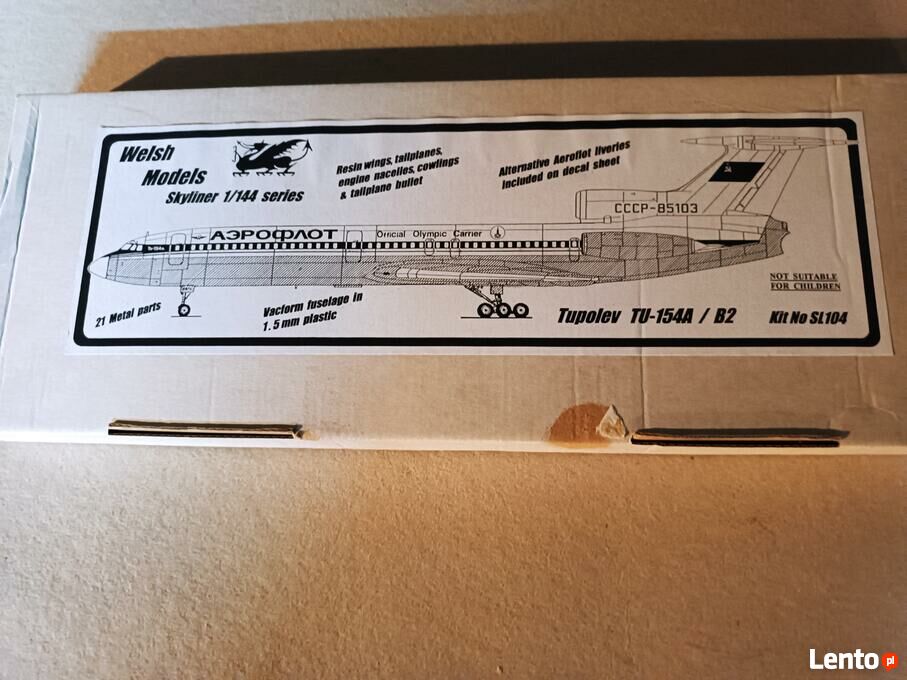 Welsh
Models
Skyliner 1/144 series
Resin wings, tailplanes,
engine nacelles, cowlings
& tailplane bullet
Alternative Aeroflot liveries
included on decal sheet
СССР-85103
АЭРОФЛОТ
Official Olympic Carrier
21 Metal parts
Vacform fuselage in
1.5mm plastic
Tupolev TU-154A / B2
NOT SUITABLE
FOR CHILDREN
Kit No SL104
Lento.pl